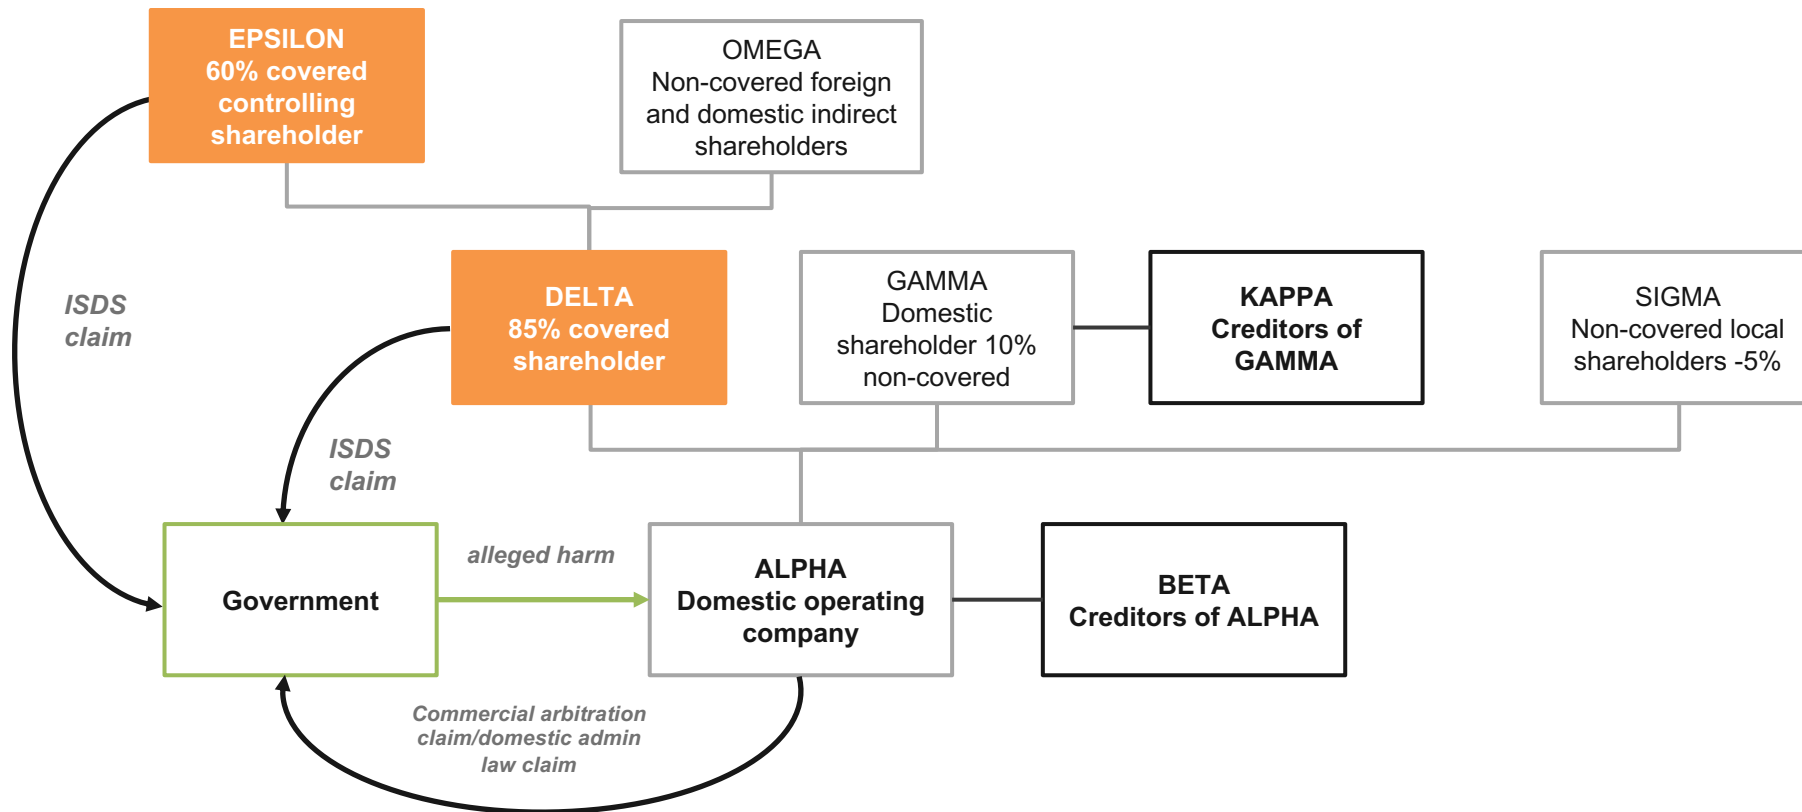 EPSILON
60% covered
controlling
shareholder
OMEGA
Non-covered foreign
and domestic indirect
shareholders
ISDS
claim
DELTA
85% covered
shareholder
GAMMA
Domestic
shareholder 10%
non-covered
KAPPA
Creditors of
GAMMA
SIGMA
Non-covered local
shareholders -5%
ISDS
claim
Government
alleged harm
ALPHA
Domestic operating
company
BETA
Creditors of ALPHA
Commercial arbitration
claim/domestic admin
law claim